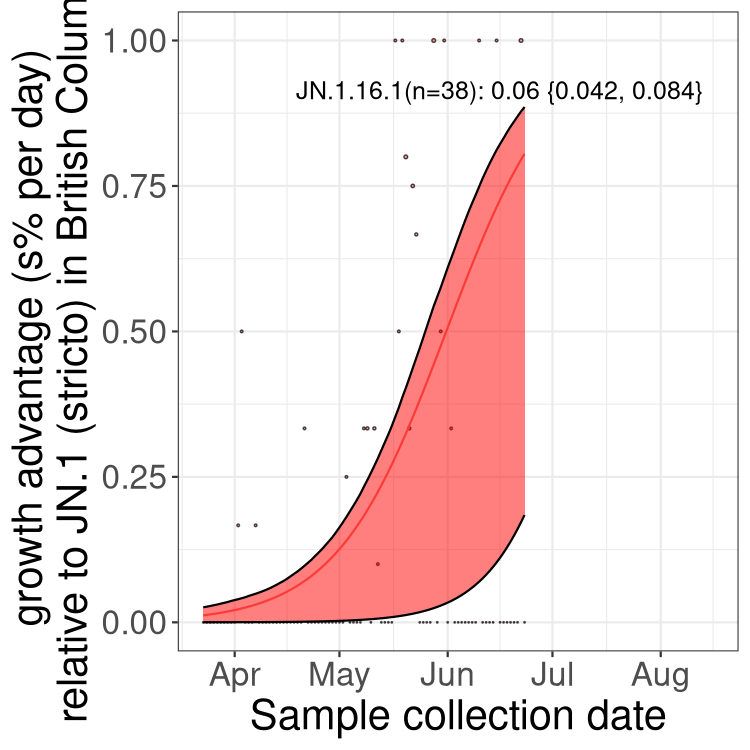 growth advantage (s% per day)
relative to JN.1 (stricto) in British Colum
1.00
0.75
0.50
0.25
0.00
JN.1.16.1(n=38): 0.06 {0.042, 0.084}
Apr May Jun Jul Aug
Sample collection date